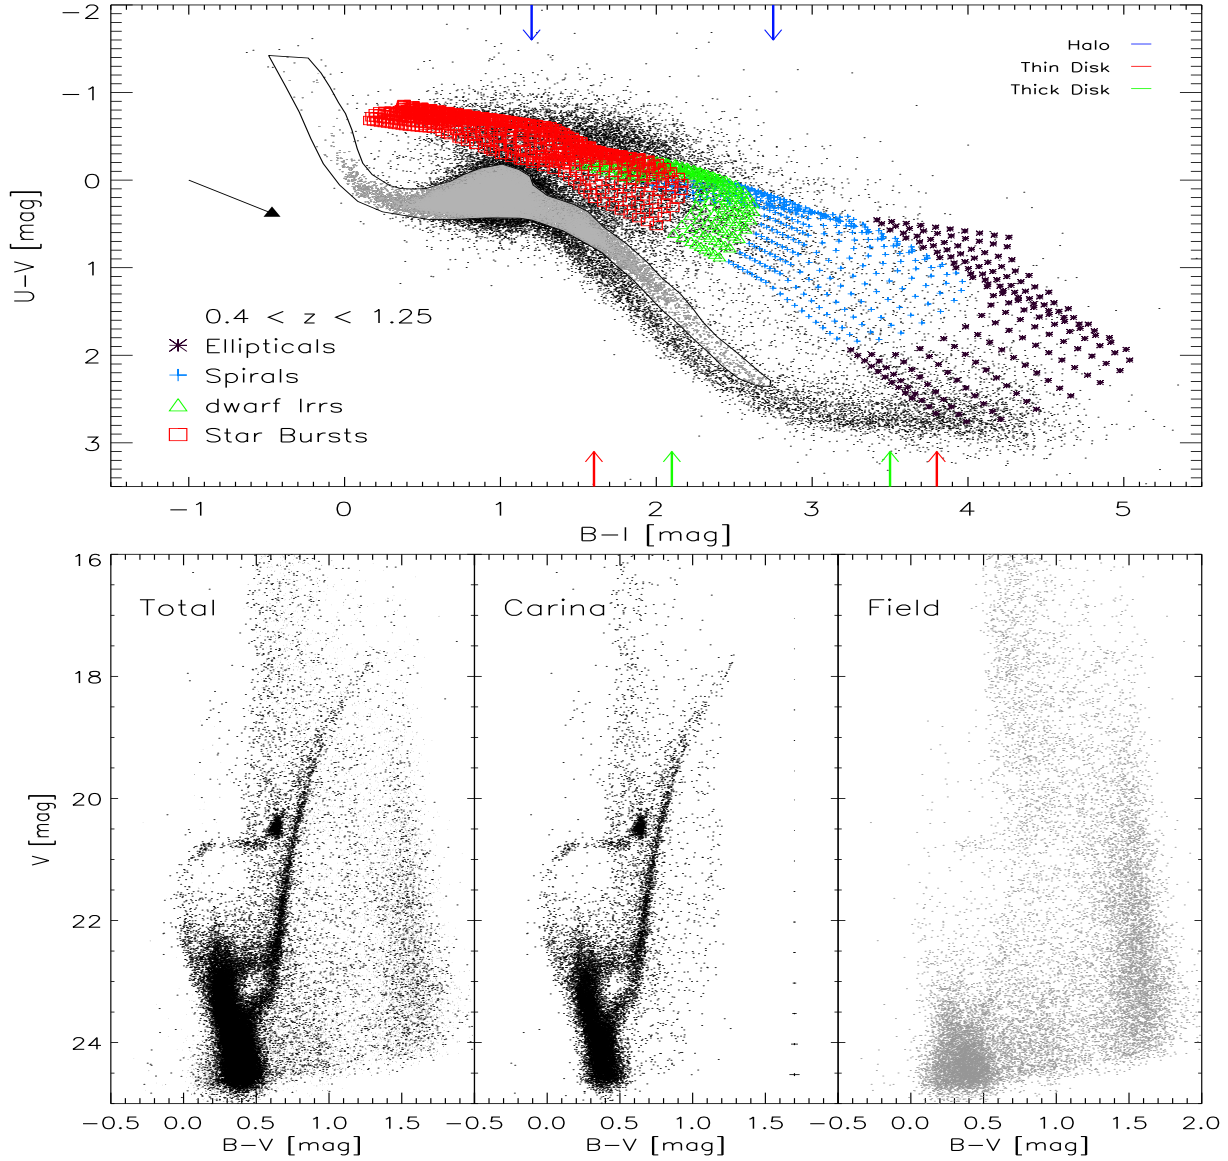 −2
−1
0
1
2
3
U−V [mag]
Halo
Thin Disk
Thick Disk
0.4 < z < 1.25
Ellipticals
Spirals
dwarf Irrs
Star Bursts
−1 0 1 2 3 4 5
B−I [mag]
16
18
20
22
24
V [mag]
Total
Carina
Field
−0.5 0.0 0.5 1.0 1.5 −0.5 0.0 0.5 1.0 1.5 −0.5 0.0 0.5 1.0 1.5 2.0
B−V [mag] B−V [mag] B−V [mag]